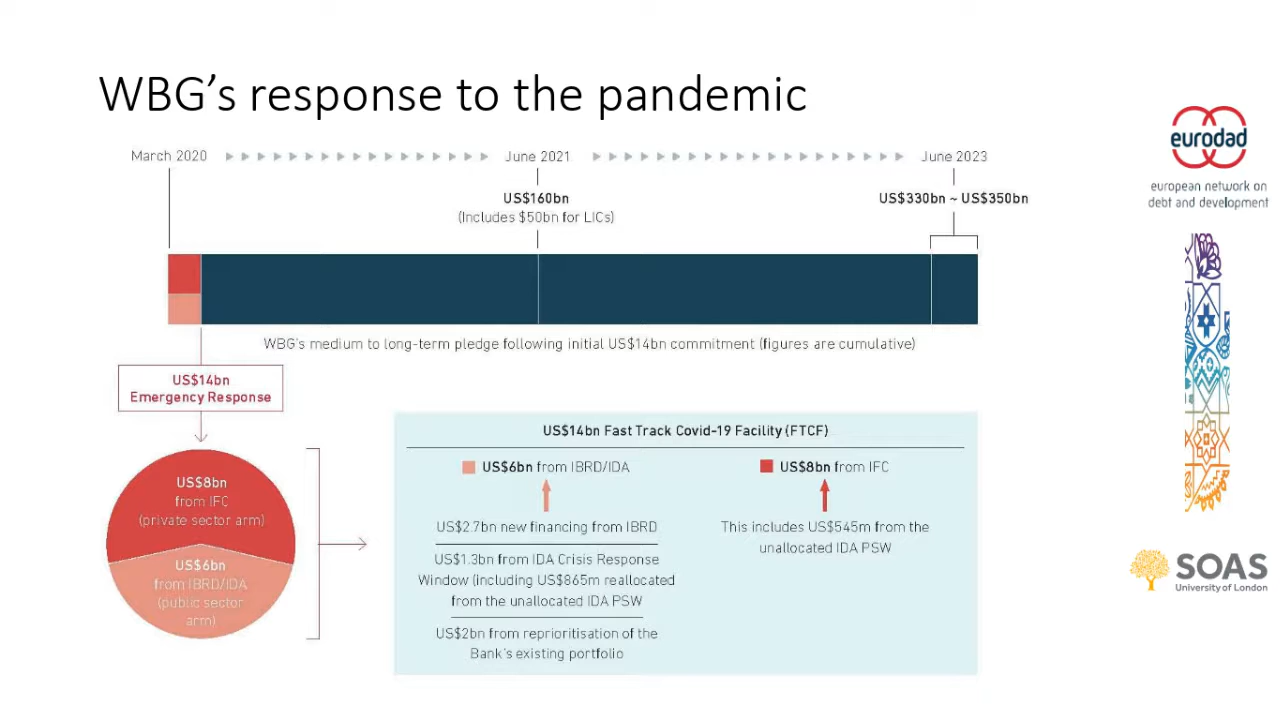 WBG’s response to the pandemic
March 2020
June 2021
June 2023
US$160bn
(Includes $50bn for LICs)
US$330bn ~ US$350bn
WBG's medium to long-term pledge following initial US$14bn commitment (figures are cumulative)
US$14bn
Emergency Response
US$8bn
from IFC
(private sector arm)
US$6bn
from IBRD/IDA
(public sector
arm)
US$14bn Fast Track Covid-19 Facility (FTCF)
US$6bn from IBRD/IDA
US$2.7bn new financing from IBRD
US$1.3bn from IDA Crisis Response
Window (including US$865m reallocated
from the unallocated IDA PSW
US$2bn from reprioritisation of the
Bank's existing portfolio
US$8bn from IFC
This includes US$545m from the
unallocated IDA PSW
eurodad
european network on
debt and development
SOAS
University of London